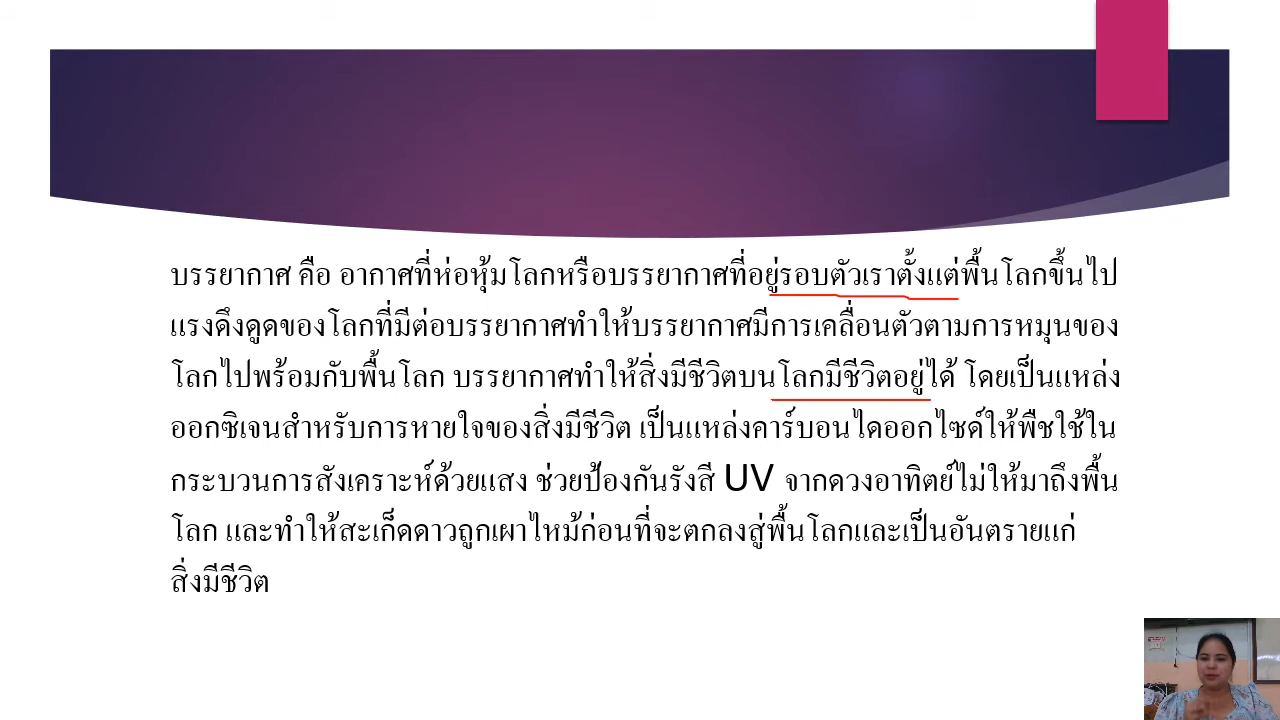 บรรยากาศ คือ อากาศที่ห่อหุ้มโลกหรือบรรยากาศที่อยู่รอบตัวเราตั้งแต่พื้นโลกขึ้นไป
แรงดึงดูดของโลกที่มีต่อบรรยากาศทำให้บรรยากาศมีการเคลื่อนตัวตามการหมุนของ
โลกไปพร้อมกับพื้นโลก บรรยากาศทำให้สิ่งมีชีวิตบนโลกมีชีวิตอยู่ได้ โดยเป็นแหล่ง
ออกซิเจนสำหรับการหายใจของสิ่งมีชีวิต เป็นแหล่งคาร์บอนไดออกไซด์ให้พืชใช้ใน
กระบวนการสังเคราะห์ด้วยแสง ช่วยป้องกันรังสี UV จากดวงอาทิตย์ไม่ให้มาถึงพื้น
โลก และทำให้สะเก็ดดาวถูกเผาไหม้ก่อนที่จะตกลงสู่พื้นโลกและเป็นอันตรายแก่
สิ่งมีชีวิต